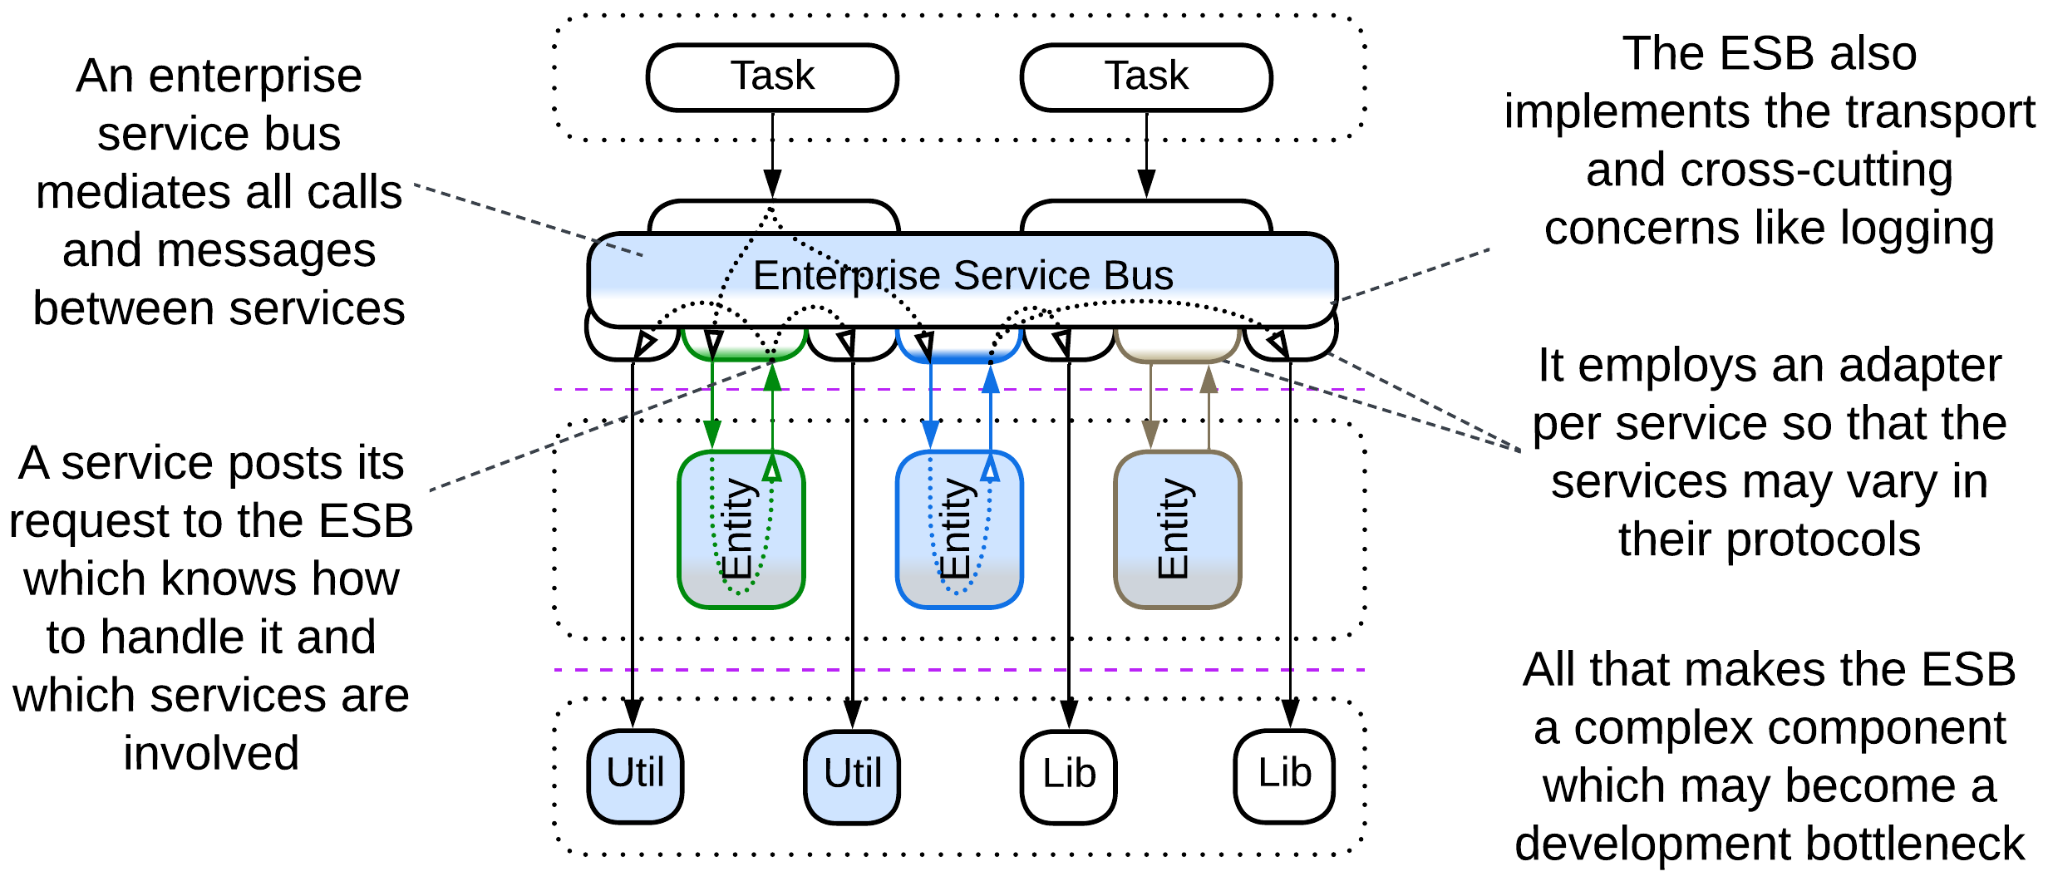 An enterprise
service bus
mediates all calls
and messages
between services
A service posts its
request to the ESB
which knows how
to handle it and
which services are
involved
Task
Task
Enterprise Service Bus
Entity
Entity
Entity
Util
Util
Lib
Lib
The ESB also
implements the transport
and cross-cutting
concerns like logging
It employs an adapter
per service so that the
services may vary in
their protocols
All that makes the ESB
a complex component
which may become a
development bottleneck